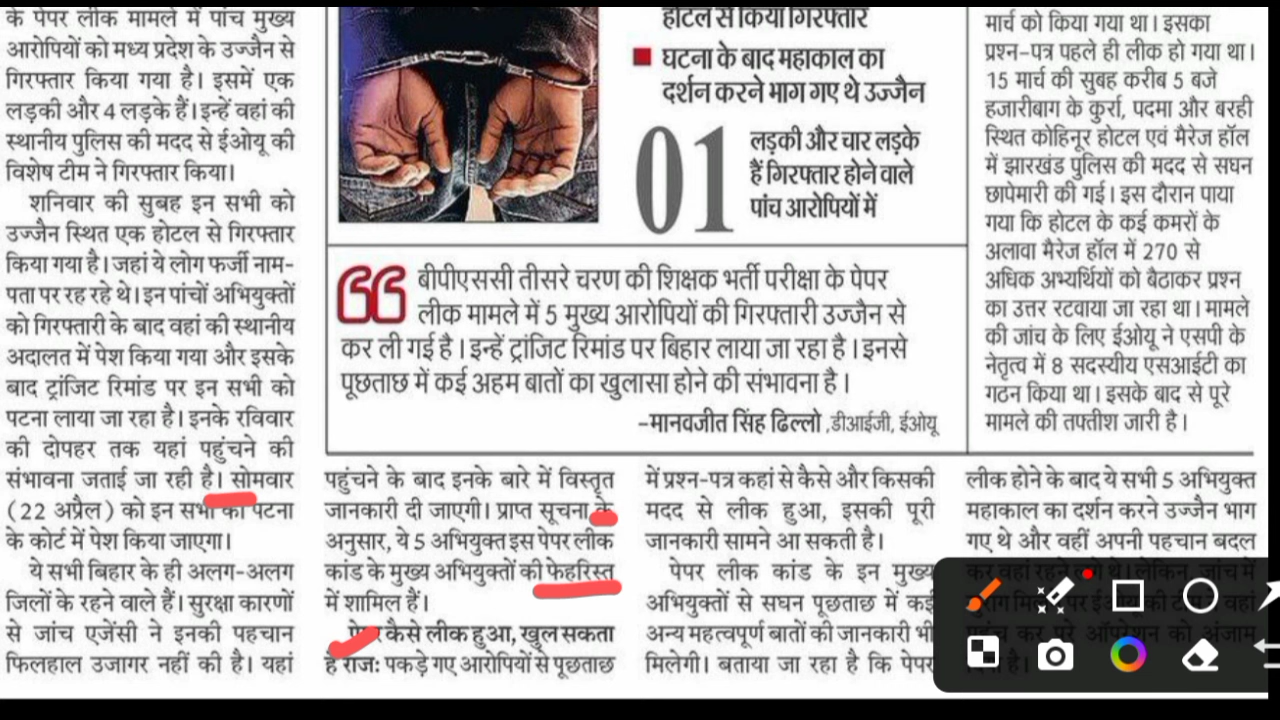 के पेपर लीक मामले में पांच मुख्य
आरोपियों को मध्य प्रदेश के उज्जैन से
गिरफ्तार किया गया है। इसमें एक
लड़की और 4 लड़के हैं। इन्हें वहां की
स्थानीय पुलिस की मदद से ईओयू की
विशेष टीम ने गिरफ्तार किया।
शनिवार की सुबह इन सभी को
उज्जैन स्थित एक होटल से गिरफ्तार
किया गया है। जहां ये लोग फर्जी नाम-
पता पर रह रहे थे। इन पांचों अभियुक्तों
को गिरफ्तारी के बाद वहां की स्थानीय
अदालत में पेश किया गया और इसके
बाद ट्रांजिट रिमांड पर इन सभी को
पटना लाया जा रहा है। इनके रविवार
की दोपहर तक यहां पहुंचने की
संभावना जताई जा रही है। सोमवार
(22 अप्रैल) को इन सभी को पटना
के कोर्ट में पेश किया जाएगा।
ये सभी बिहार के ही अलग-अलग
जिलों के रहने वाले हैं। सुरक्षा कारणों
से जांच एजेंसी ने इनकी पहचान
फिलहाल उजागर नहीं की है। यहां
होटल से किया गिरफ्तार
घटना के बाद महाकाल का
दर्शन करने भाग गए थे उज्जैन
01
लड़की और चार लड़के
हैं गिरफ्तार होने वाले
पांच आरोपियों में
बीपीएससी तीसरे चरण की शिक्षक भर्ती परीक्षा के पेपर
लीक मामले में 5 मुख्य आरोपियों की गिरफ्तारी उज्जैन से
कर ली गई है। इन्हें ट्रांजिट रिमांड पर बिहार लाया जा रहा है। इनसे
पूछताछ में कई अहम बातों का खुलासा होने की संभावना है।
–मानवजीत सिंह ढिल्लो ,डीआईजी, ईओयू
पहुंचने के बाद इनके बारे में विस्तृत
जानकारी दी जाएगी। प्राप्त सूचना के
अनुसार, ये 5 अभियुक्त इस पेपर लीक
कांड के मुख्य अभियुक्तों की फेहरिस्त
में शामिल हैं।
पेपर कैसे लीक हुआ, खुल सकता
है राज: पकड़े गए आरोपियों से पूछताछ
में प्रश्न-पत्र कहां से कैसे और किसकी
मदद से लीक हुआ, इसकी पूरी
जानकारी सामने आ सकती है।
पेपर लीक कांड के इन मुख्य
अभियुक्तों से सघन पूछताछ में कई
अन्य महत्वपूर्ण बातों की जानकारी भी
मिलेगी। बताया जा रहा है कि पेपर
मार्च को किया गया था। इसका
प्रश्न-पत्र पहले ही लीक हो गया था।
15 मार्च की सुबह करीब 5 बजे
हजारीबाग के कुर्रा, पदमा और बरही
स्थित कोहिनूर होटल एवं मैरेज हॉल
में झारखंड पुलिस की मदद से सघन
छापेमारी की गई। इस दौरान पाया
गया कि होटल के कई कमरों के
अलावा मैरेज हॉल में 270 से
अधिक अभ्यर्थियों को बैठाकर प्रश्न
का उत्तर रटवाया जा रहा था। मामले
की जांच के लिए ईओयू ने एसपी के
नेतृत्व में 8 सदस्यीय एसआईटी का
गठन किया था। इसके बाद से पूरे
मामले की तफ्तीश जारी है।
लीक होने के बाद ये सभी 5 अभियुक्त
महाकाल का दर्शन करने उज्जैन भाग
गए थे और वहीं अपनी पहचान बदल
कर वहां रहने लगे थे। लेकिन, जांच में